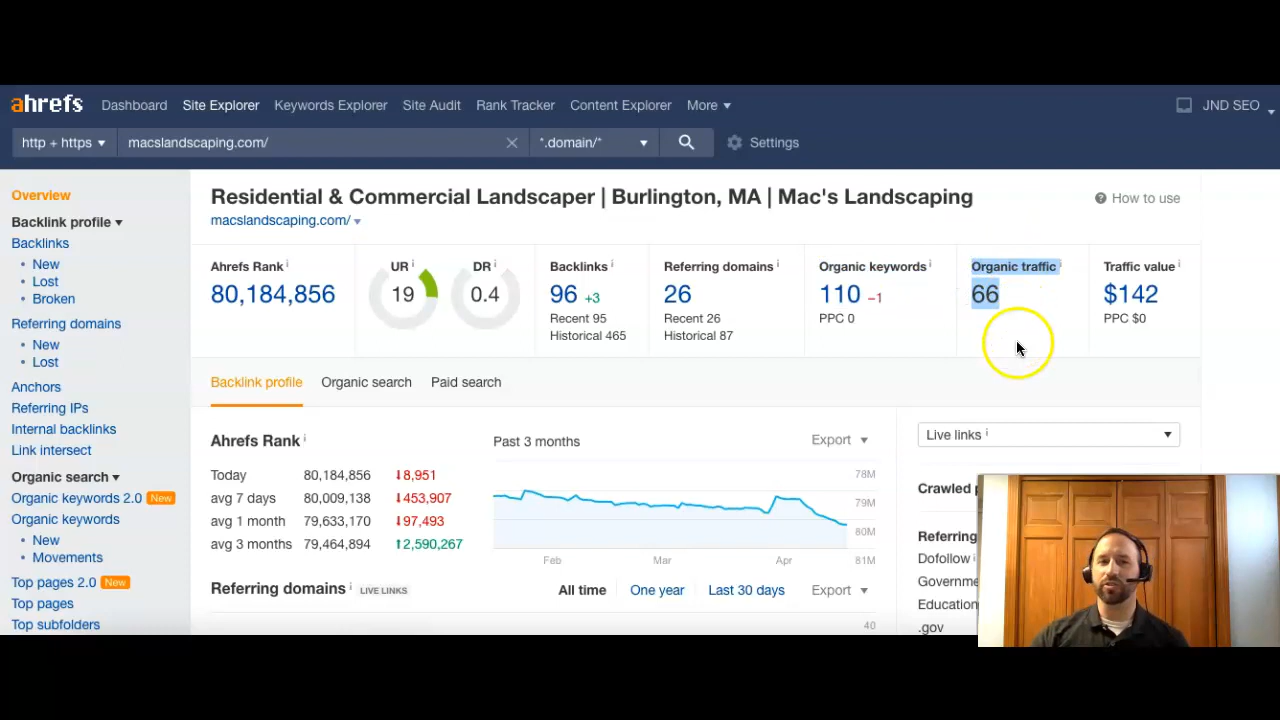 ahrefs Dashboard Site Explorer Keywords Explorer Site Audit Rank Tracker Content Explorer More JND SEO
http + https macslandscaping.com/ *.domain/* Settings
Overview
Backlink profile
Backlinks
New
Lost
Broken
Referring domains
New
Lost
Anchors
Referring IPs
Internal backlinks
Link intersect
Organic search
Organic keywords 2.0 New
Organic keywords
New
Movements
Top pages 2.0 New
Top pages
Top subfolders
Residential & Commercial Landscaper | Burlington, MA | Mac's Landscaping
How to use
macslandscaping.com/
Ahrefs Rank
80,184,856
UR
19
DR
0.4
Backlinks
96 +3
Recent 95
Historical 465
Referring domains
26
Recent 26
Historical 87
Organic keywords
110 −1
PPC 0
Organic traffic
66
Traffic value
$142
PPC $0
Backlink profile Organic search Paid search
Ahrefs Rank
Today 80,184,856 8,951
avg 7 days 80,009,138 453,907
avg 1 month 79,633,170 97,493
avg 3 months 79,464,894 2,590,267
Past 3 months Export
78M
79M
80M
81M
Feb Mar Apr
Referring domains LIVE LINKS All time One year Last 30 days Export
40
Live links
Crawled
Referring
Dofollow
Governme
Education
.gov